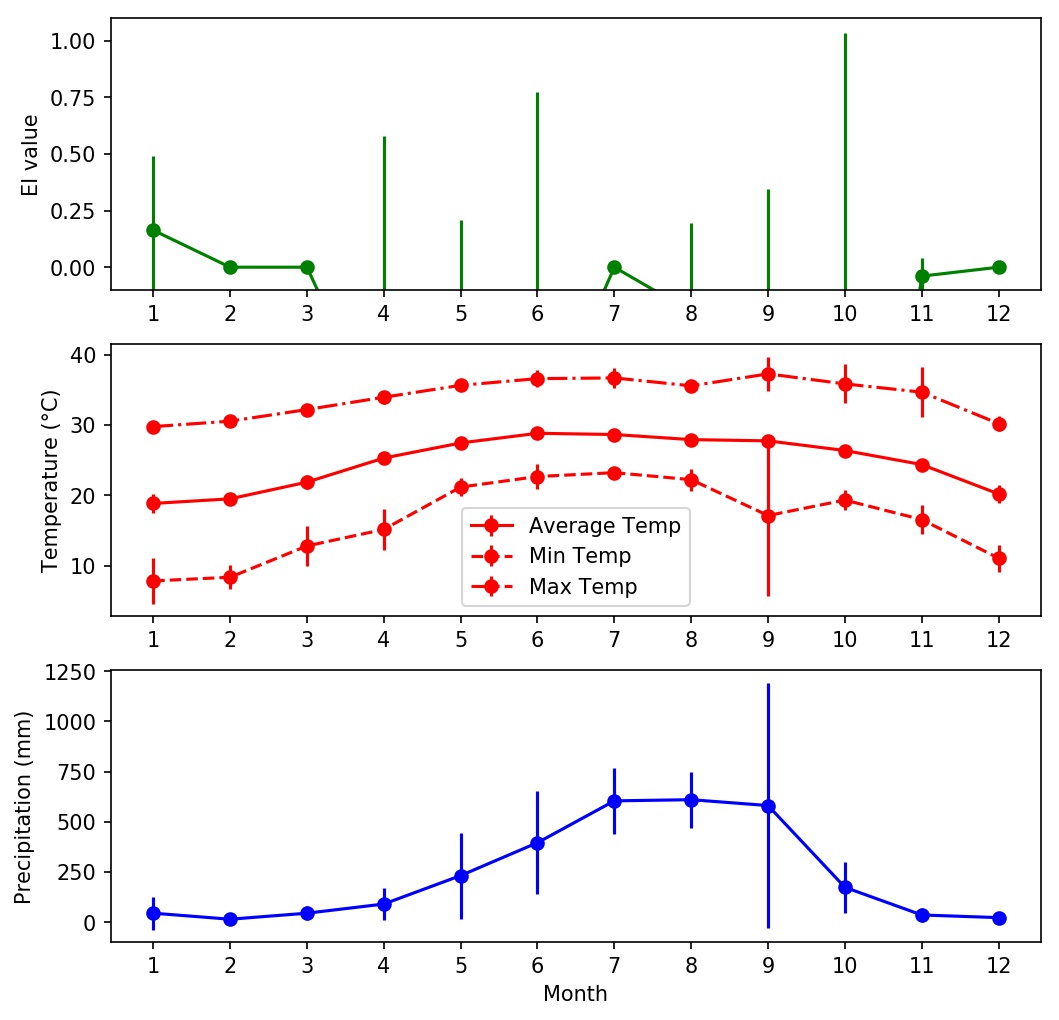 EI value
1.00
0.75
0.50
0.25
0.00
1 2 3 4 5 6 7 8 9 10 11 12
Temperature (°C)
40
30
20
10
Average Temp
Min Temp
Max Temp
1 2 3 4 5 6 7 8 9 10 11 12
Precipitation (mm)
1250
1000
750
500
250
0
1 2 3 4 5 6 7 8 9 10 11 12
Month